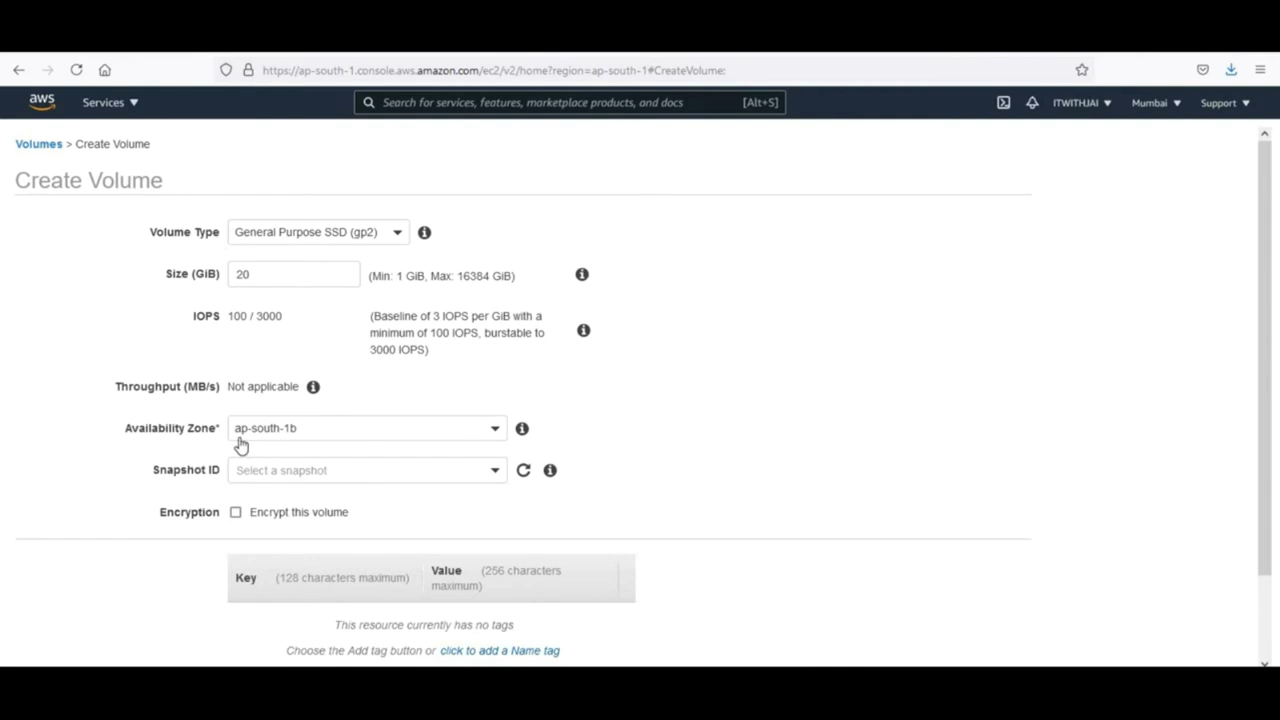 https://ap-south-1.console.aws.amazon.com/ec2/v2/home?region=ap-south-1#CreateVolume:
aws Services Search for services, features, marketplace products, and docs [Alt+S] ITWITHJAI Mumbai Support
Volumes > Create Volume
Create Volume
Volume Type General Purpose SSD (gp2)
Size (GiB) 20 (Min: 1 GiB, Max: 16384 GiB)
IOPS 100 / 3000 (Baseline of 3 IOPS per GiB with a
minimum of 100 IOPS, burstable to
3000 IOPS)
Throughput (MB/s) Not applicable
Availability Zone* ap-south-1b
Snapshot ID Select a snapshot
Encryption Encrypt this volume
Key (128 characters maximum) Value (256 characters
maximum)
This resource currently has no tags
Choose the Add tag button or click to add a Name tag